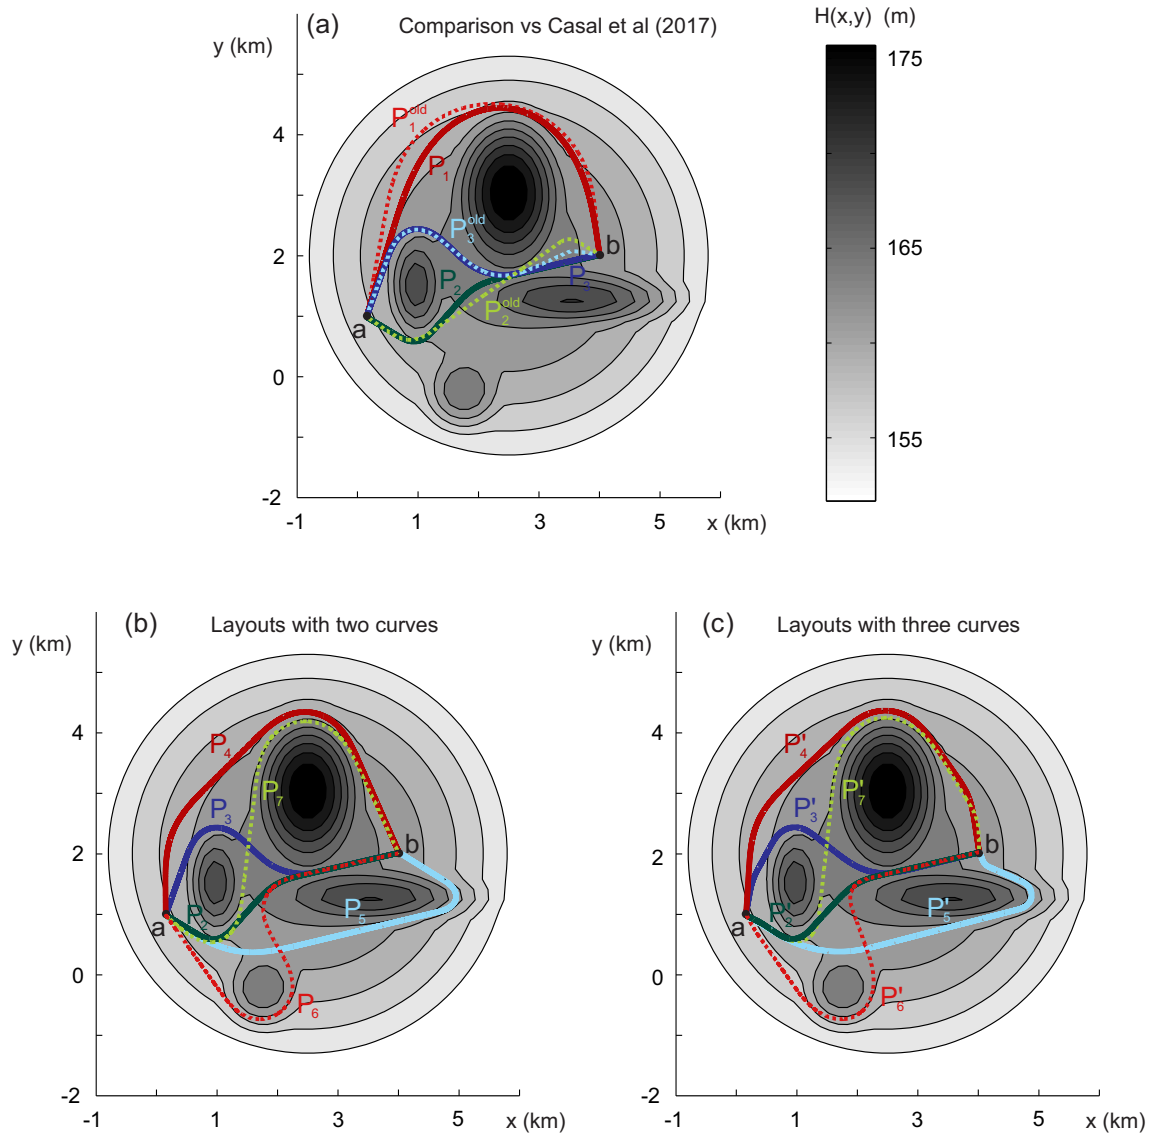 (a) Comparison vs Casal et al (2017)
H(x,y) (m)
y (km)
175
165
155
4
2
0
-2
-1 1 3 5 x (km)
P₁ᵒˡᵈ
P₁
P₃ᵒˡᵈ
b
P₂
P₃
P₂ᵒˡᵈ
a
(b) Layouts with two curves
y (km)
4
2
0
-2
-1 1 3 5 x (km)
P₄
P₇
P₃
b
P₂
P₅
a
P₆
(c) Layouts with three curves
y (km)
4
2
0
-2
-1 1 3 5 x (km)
P'₄
P'₇
P'₃
b
P'₂
P'₅
a
P'₆